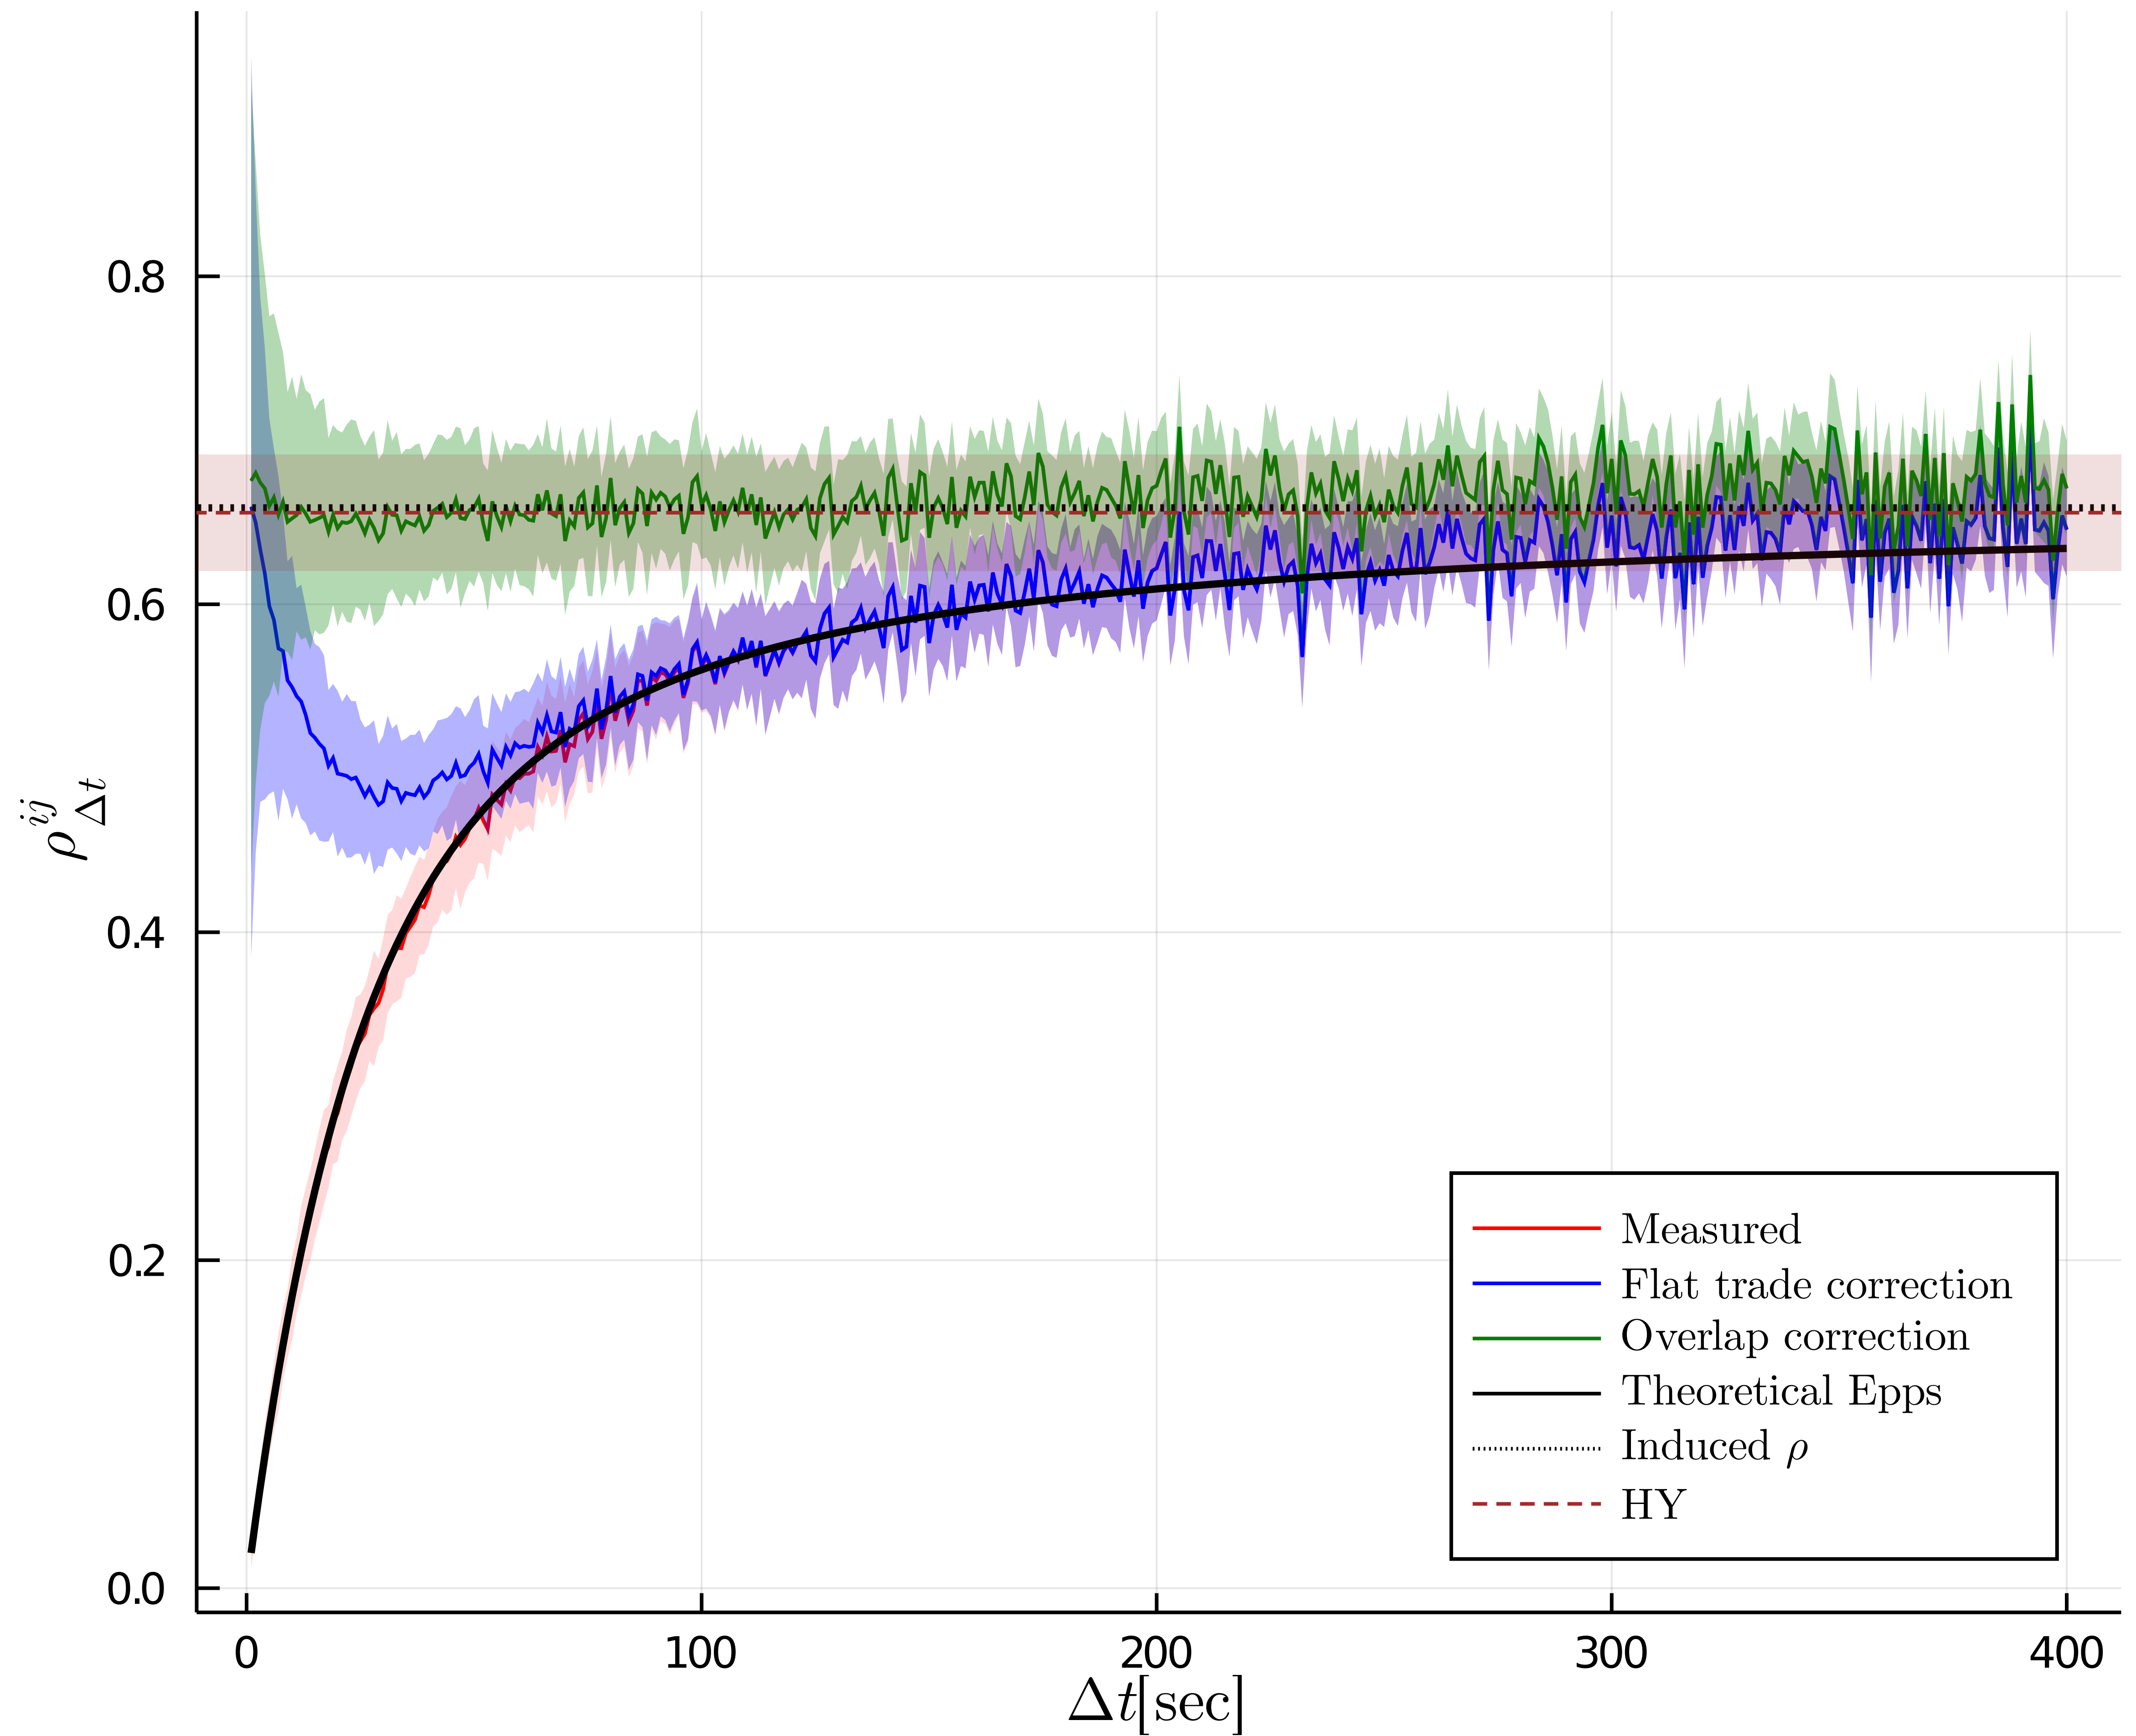 0.8
0.6
0.4
0.2
0.0
0 100 200 300 400
Δt[sec]
ρ^{ij}_{Δt}
Measured
Flat trade correction
Overlap correction
Theoretical Epps
Induced ρ
HY